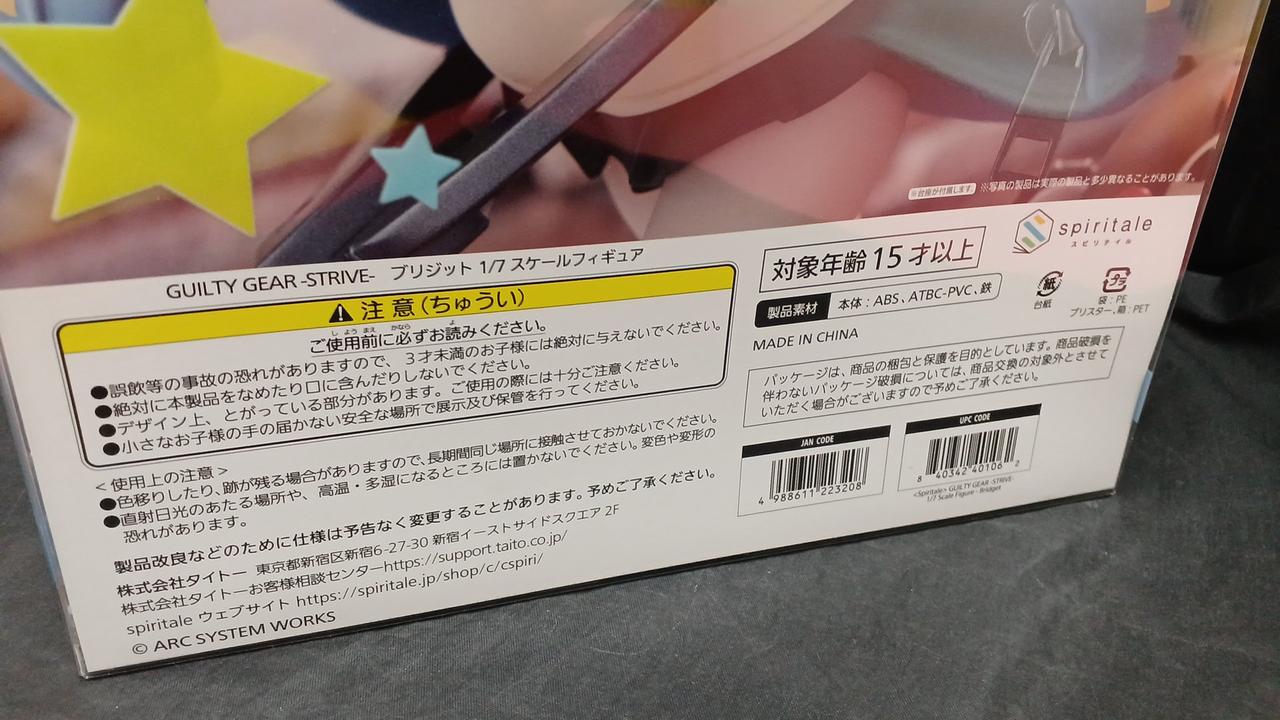 ※台座が付属します。 ※写真の製品は実際の製品と多少異なることがあります。
spiritale
スピリテイル
GUILTY GEAR -STRIVE- ブリジット 1/7 スケールフィギュア
注意(ちゅうい)
ご使用前に必ずお読みください。
●誤飲等の事故の恐れがありますので、3才未満のお子様には絶対に与えないでください。
●絶対に本製品をなめたり口に含んだりしないでください。
●デザイン上、とがっている部分があります。ご使用の際には十分ご注意ください。
●小さなお子様の手の届かない安全な場所で展示及び保管を行ってください。
<使用上の注意>
●色移りしたり、跡が残る場合がありますので、長期間同じ場所に接触させておかないでください。
●直射日光のあたる場所や、高温・多湿になるところには置かないでください。変色や変形の
恐れがあります。
製品改良などのために仕様は予告なく変更することがあります。予めご了承ください。
株式会社タイトー 東京都新宿区新宿6-27-30 新宿イーストサイドスクエア 2F
株式会社タイトーお客様相談センターhttps://support.taito.co.jp/
spiritale ウェブサイト https://spiritale.jp/shop/c/cspiri/
© ARC SYSTEM WORKS
対象年齢 15 才以上
製品素材 本体:ABS、ATBC-PVC、鉄
MADE IN CHINA
紙
台紙
プラ
袋:PE
ブリスター、箱:PET
パッケージは、商品の梱包と保護を目的としています。商品破損を
伴わないパッケージ破損については、商品交換の対象外とさせて
いただく場合がございますので予めご了承ください。
JAN CODE
4 988611 223208
UPC CODE
8 40342 40106 2
<Spiritale> GUILTY GEAR -STRIVE-
1/7 Scale Figure - Bridget